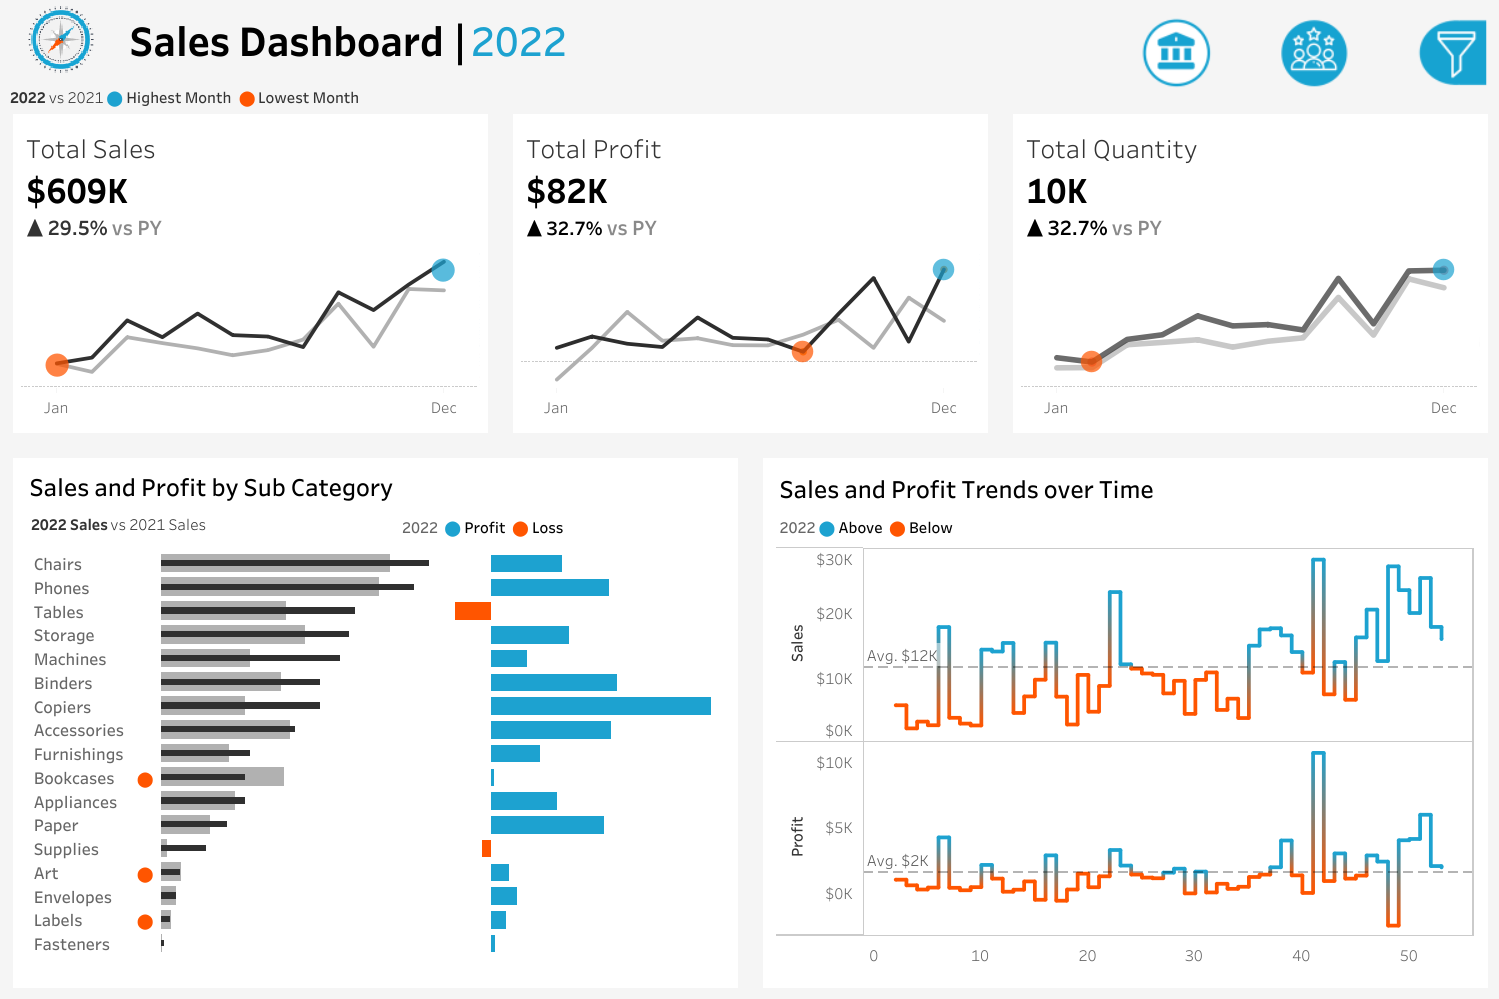 Sales Dashboard | 2022
2022 vs 2021 Highest Month Lowest Month
Total Sales
$609K
▲ 29.5% vs PY
Jan Dec
Total Profit
$82K
▲ 32.7% vs PY
Jan Dec
Total Quantity
10K
▲ 32.7% vs PY
Jan Dec
Sales and Profit by Sub Category
2022 Sales vs 2021 Sales
2022 Profit Loss
Chairs
Phones
Tables
Storage
Machines
Binders
Copiers
Accessories
Furnishings
Bookcases
Appliances
Paper
Supplies
Art
Envelopes
Labels
Fasteners
Sales and Profit Trends over Time
2022 Above Below
Sales
$30K
$20K
$10K
$0K
Avg. $12K
Profit
$10K
$5K
$0K
Avg. $2K
0 10 20 30 40 50